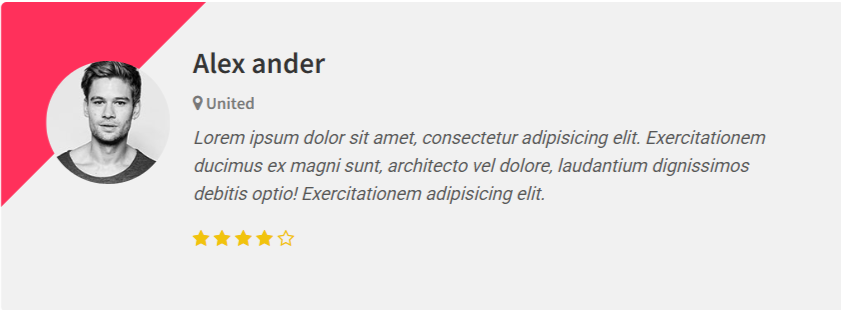 Alex ander
United
Lorem ipsum dolor sit amet, consectetur adipisicing elit. Exercitationem
ducimus ex magni sunt, architecto vel dolore, laudantium dignissimos
debitis optio! Exercitationem adipisicing elit.